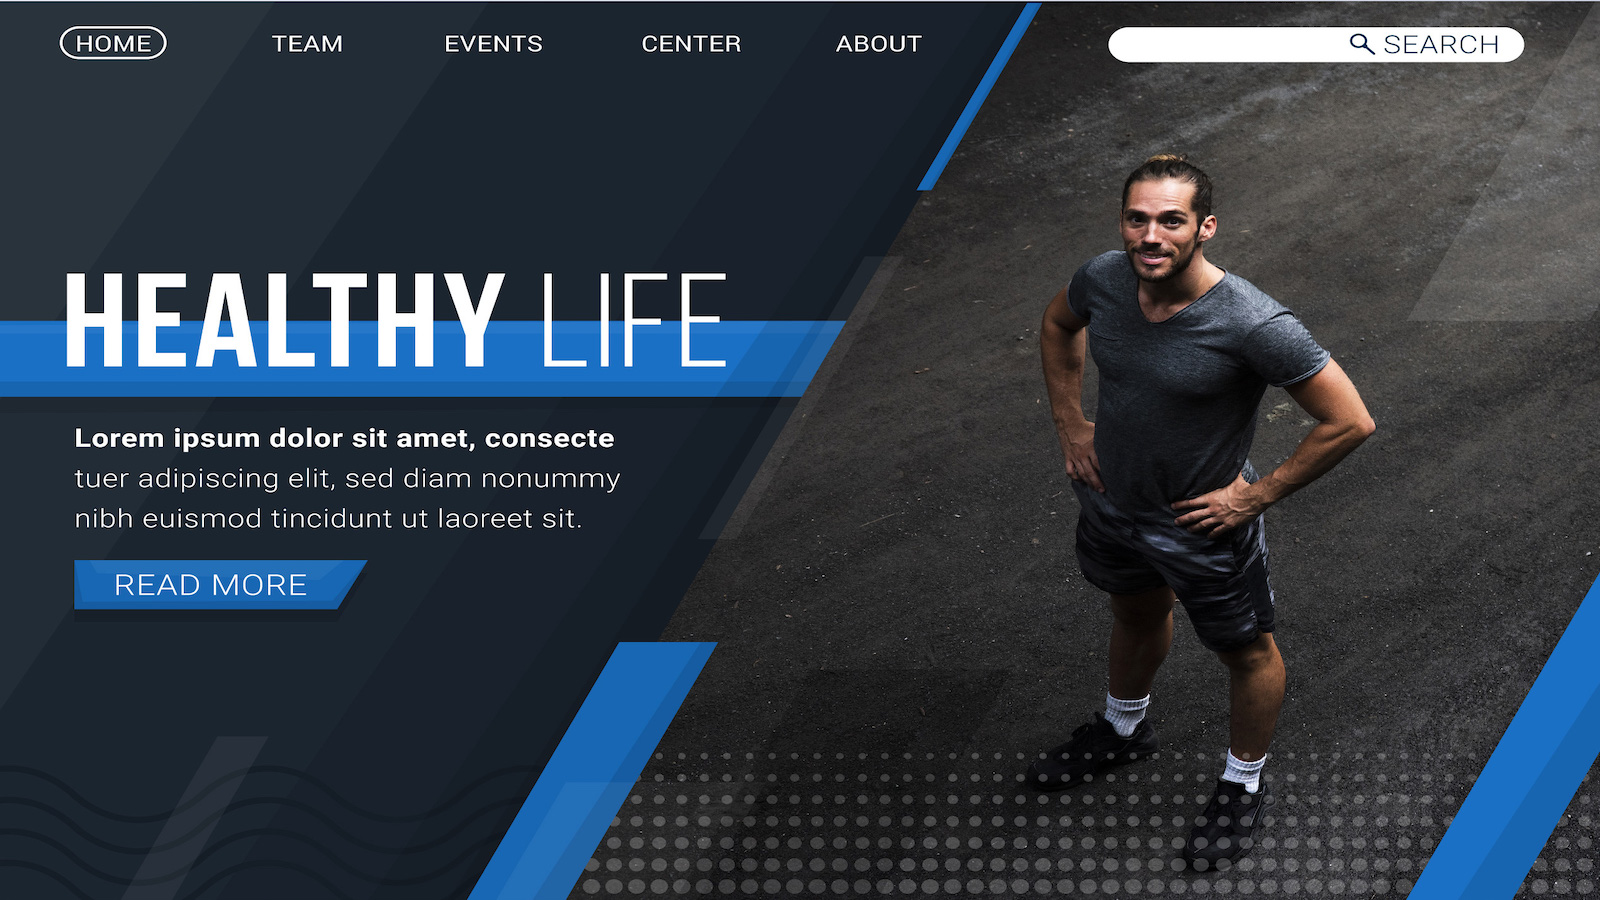 HOME TEAM EVENTS CENTER ABOUT SEARCH
HEALTHY LIFE
Lorem ipsum dolor sit amet, consecte
tuer adipiscing elit, sed diam nonummy
nibh euismod tincidunt ut laoreet sit.
READ MORE